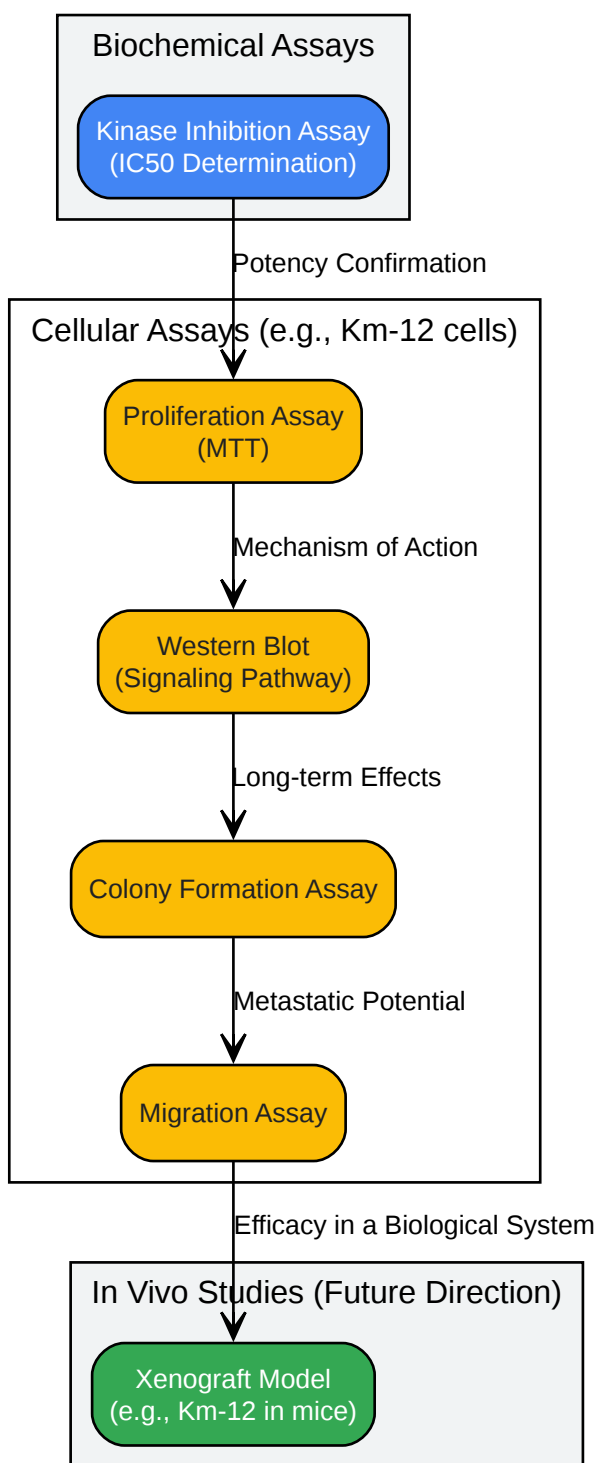 Biochemical Assays
Kinase Inhibition Assay
(IC50 Determination)
Potency Confirmation
Cellular Assays (e.g., Km-12 cells)
Proliferation Assay
(MTT)
Mechanism of Action
Western Blot
(Signaling Pathway)
Long-term Effects
Colony Formation Assay
Metastatic Potential
Migration Assay
Efficacy in a Biological System
In Vivo Studies (Future Direction)
Xenograft Model
(e.g., Km-12 in mice)